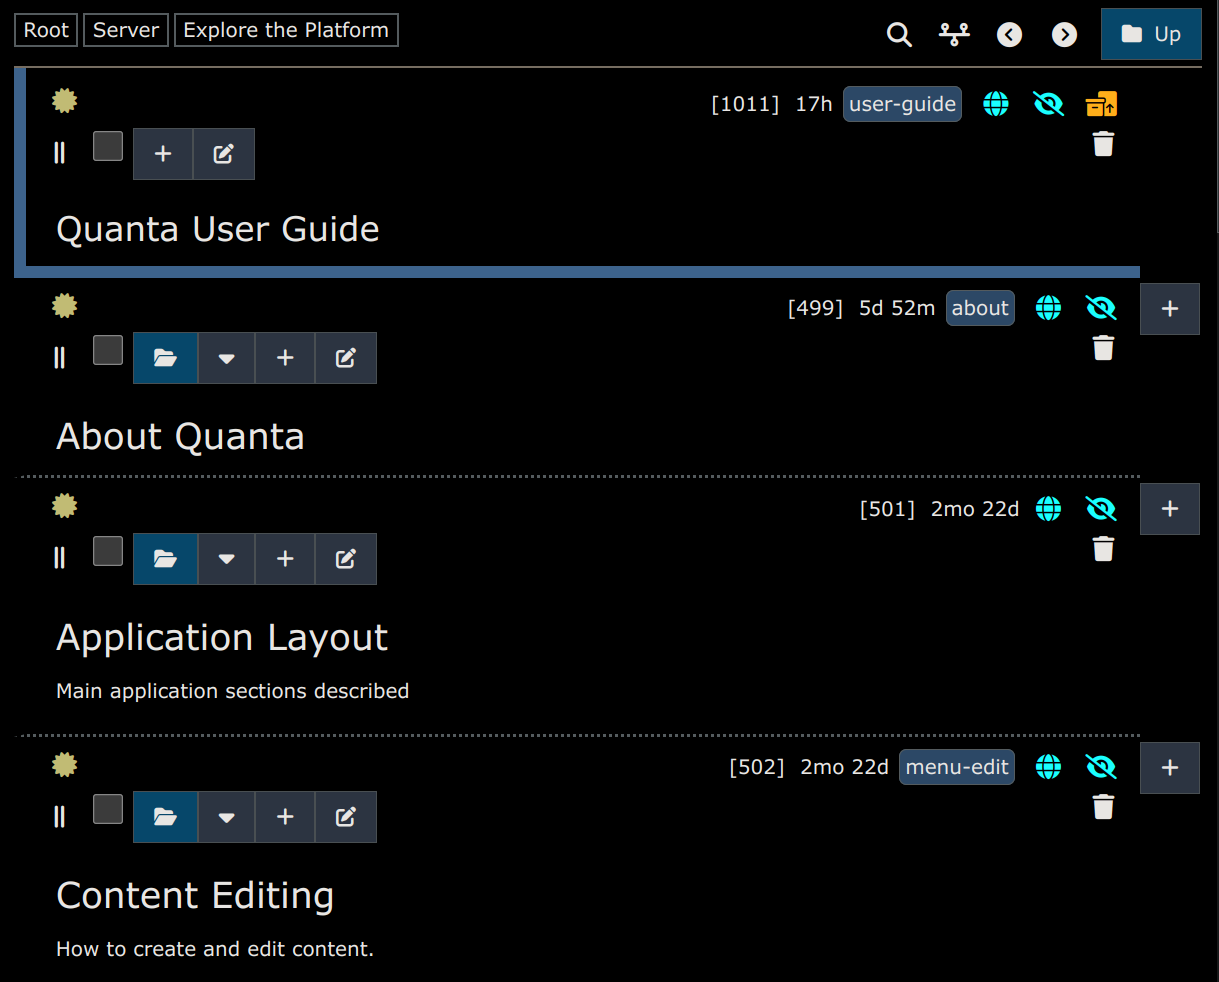 Root Server Explore the Platform Up
[1011] 17h user-guide
Quanta User Guide
[499] 5d 52m about
About Quanta
[501] 2mo 22d
Application Layout
Main application sections described
[502] 2mo 22d menu-edit
Content Editing
How to create and edit content.